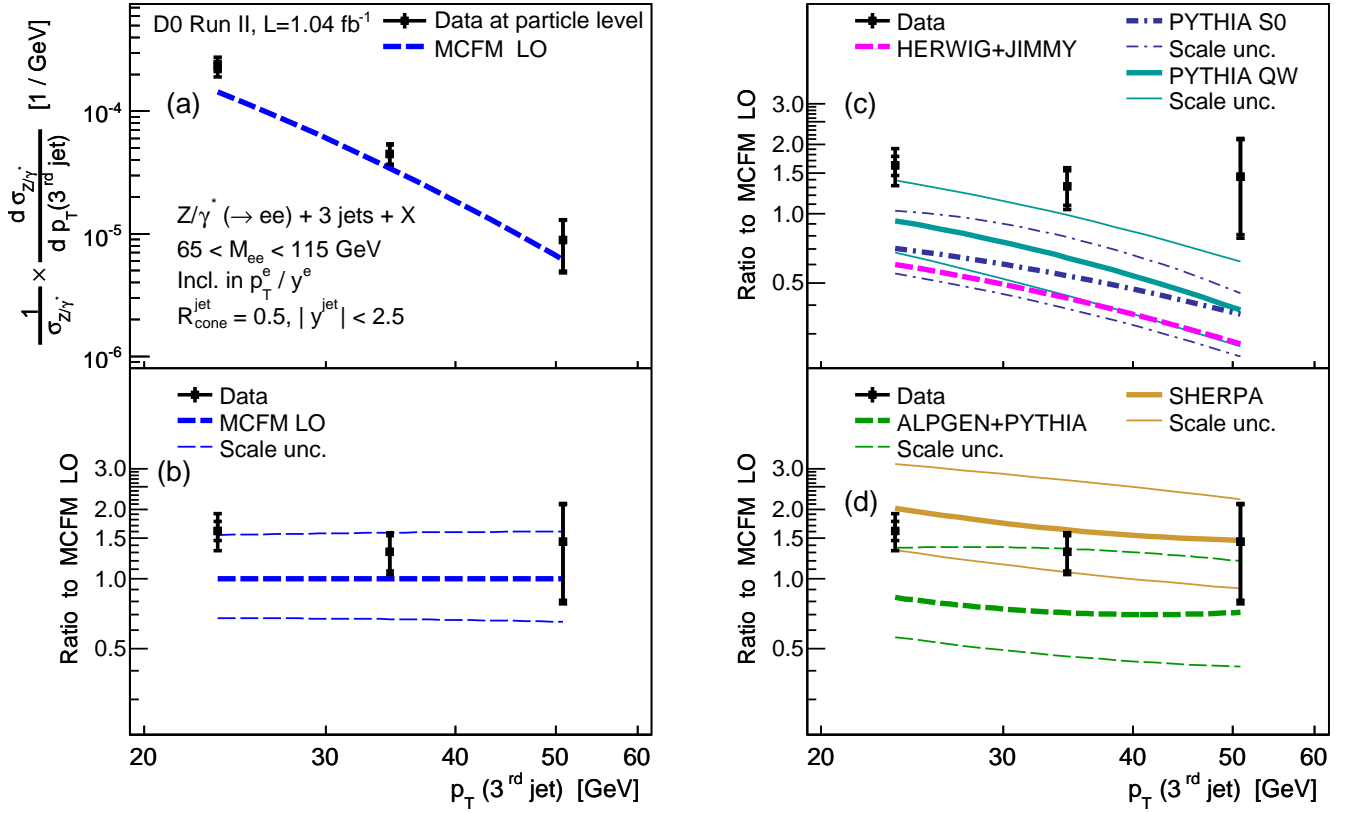 D0 Run II, L=1.04 fb⁻¹
Data at particle level
MCFM LO
(a)
Z/γ* (→ ee) + 3 jets + X
65 < M_ee < 115 GeV
Incl. in p_T^e / y^e
R_cone^jet = 0.5, | y^jet | < 2.5
1/σ_Z/γ* × d σ_Z/γ* / d p_T(3rd jet) [1 / GeV]
10⁻⁴
10⁻⁵
10⁻⁶
Data
MCFM LO
Scale unc.
(b)
Ratio to MCFM LO
3.0
2.0
1.5
1.0
0.5
20
30
40
50
60
p_T (3 rd jet) [GeV]
Data
HERWIG+JIMMY
PYTHIA S0
Scale unc.
PYTHIA QW
Scale unc.
(c)
Ratio to MCFM LO
3.0
2.0
1.5
1.0
0.5
Data
ALPGEN+PYTHIA
Scale unc.
SHERPA
Scale unc.
(d)
Ratio to MCFM LO
3.0
2.0
1.5
1.0
0.5
20
30
40
50
60
p_T (3 rd jet) [GeV]